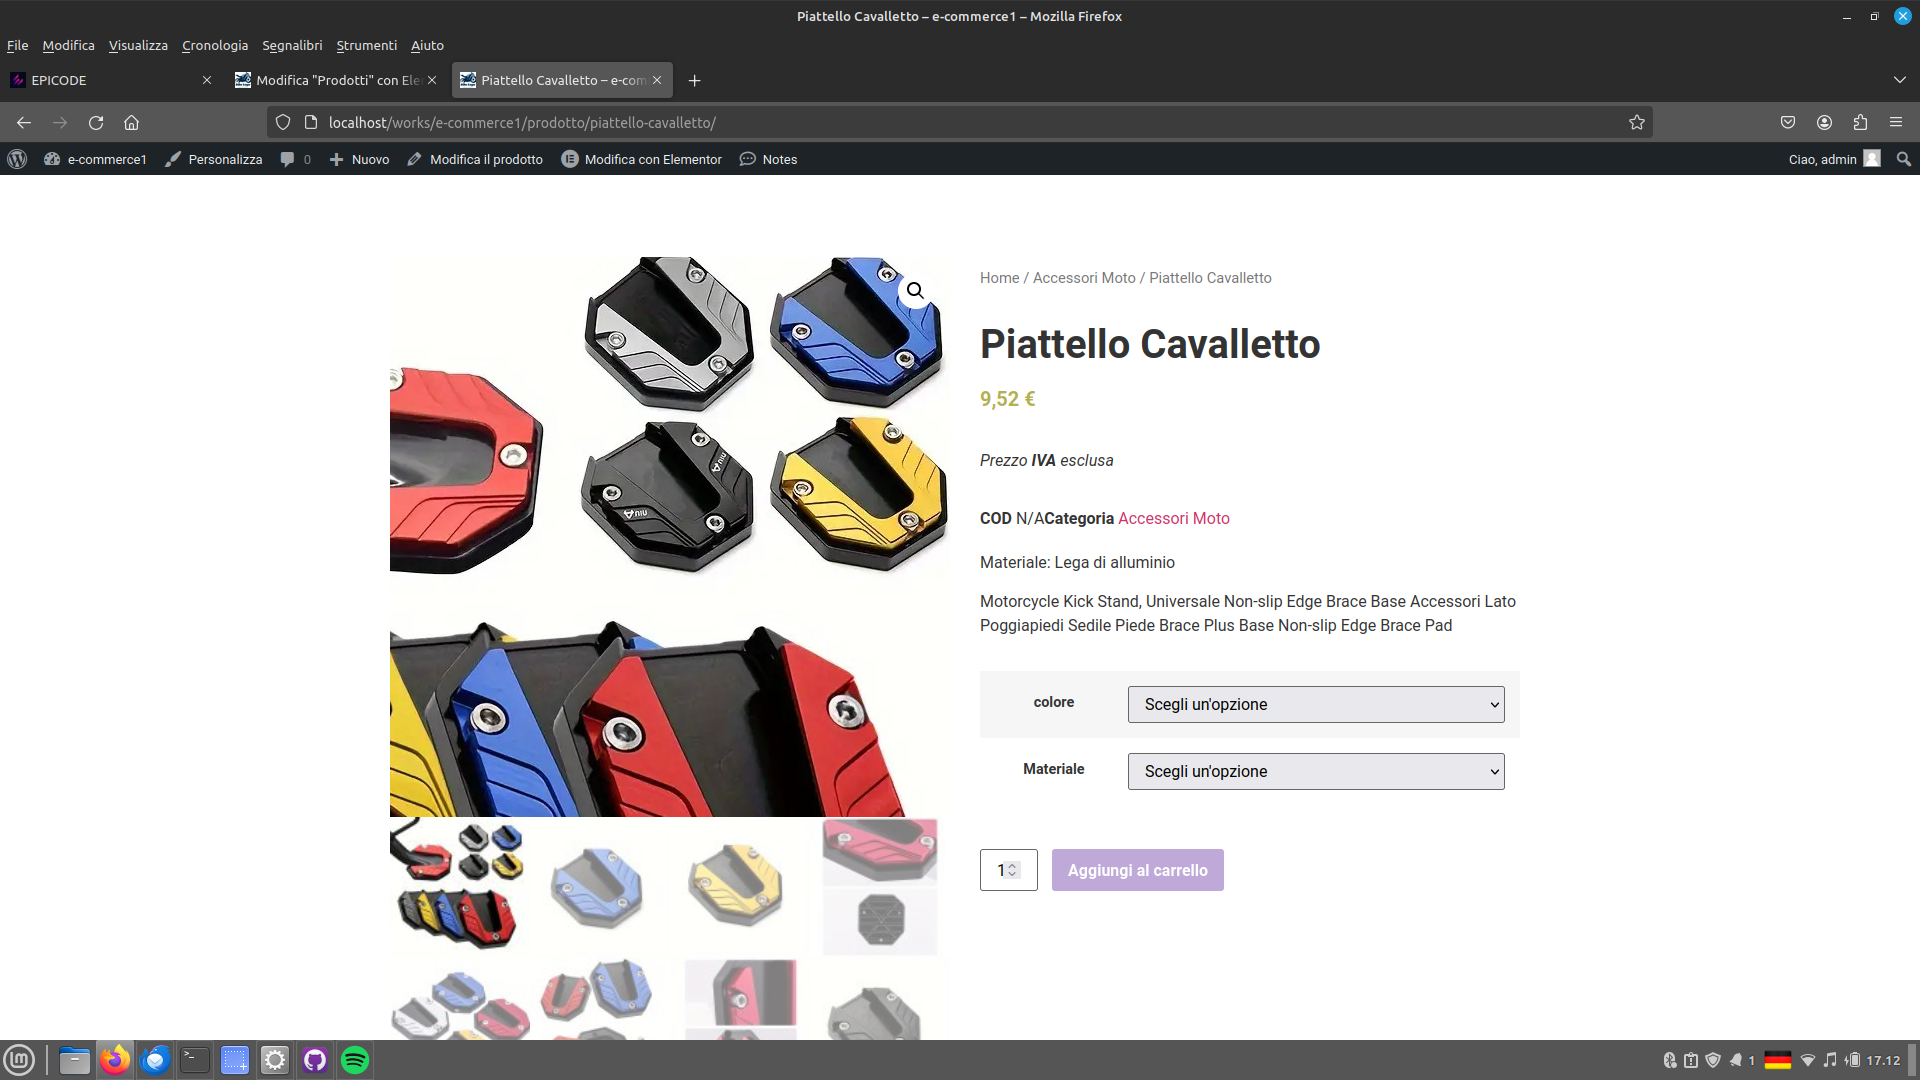 Piattello Cavalletto – e-commerce1 – Mozilla Firefox
File Modifica Visualizza Cronologia Segnalibri Strumenti Aiuto
EPICODE
Modifica "Prodotti" con Ele
Piattello Cavalletto – e-com
localhost/works/e-commerce1/prodotto/piattello-cavalletto/
e-commerce1 Personalizza 0 Nuovo Modifica il prodotto Modifica con Elementor Notes Ciao, admin
Home / Accessori Moto / Piattello Cavalletto
Piattello Cavalletto
9,52 €
Prezzo IVA esclusa
COD N/ACategoria Accessori Moto
Materiale: Lega di alluminio
Motorcycle Kick Stand, Universale Non-slip Edge Brace Base Accessori Lato
Poggiapiedi Sedile Piede Brace Plus Base Non-slip Edge Brace Pad
colore Scegli un'opzione
Materiale Scegli un'opzione
1 Aggiungi al carrello
niu
niu
1 17.12